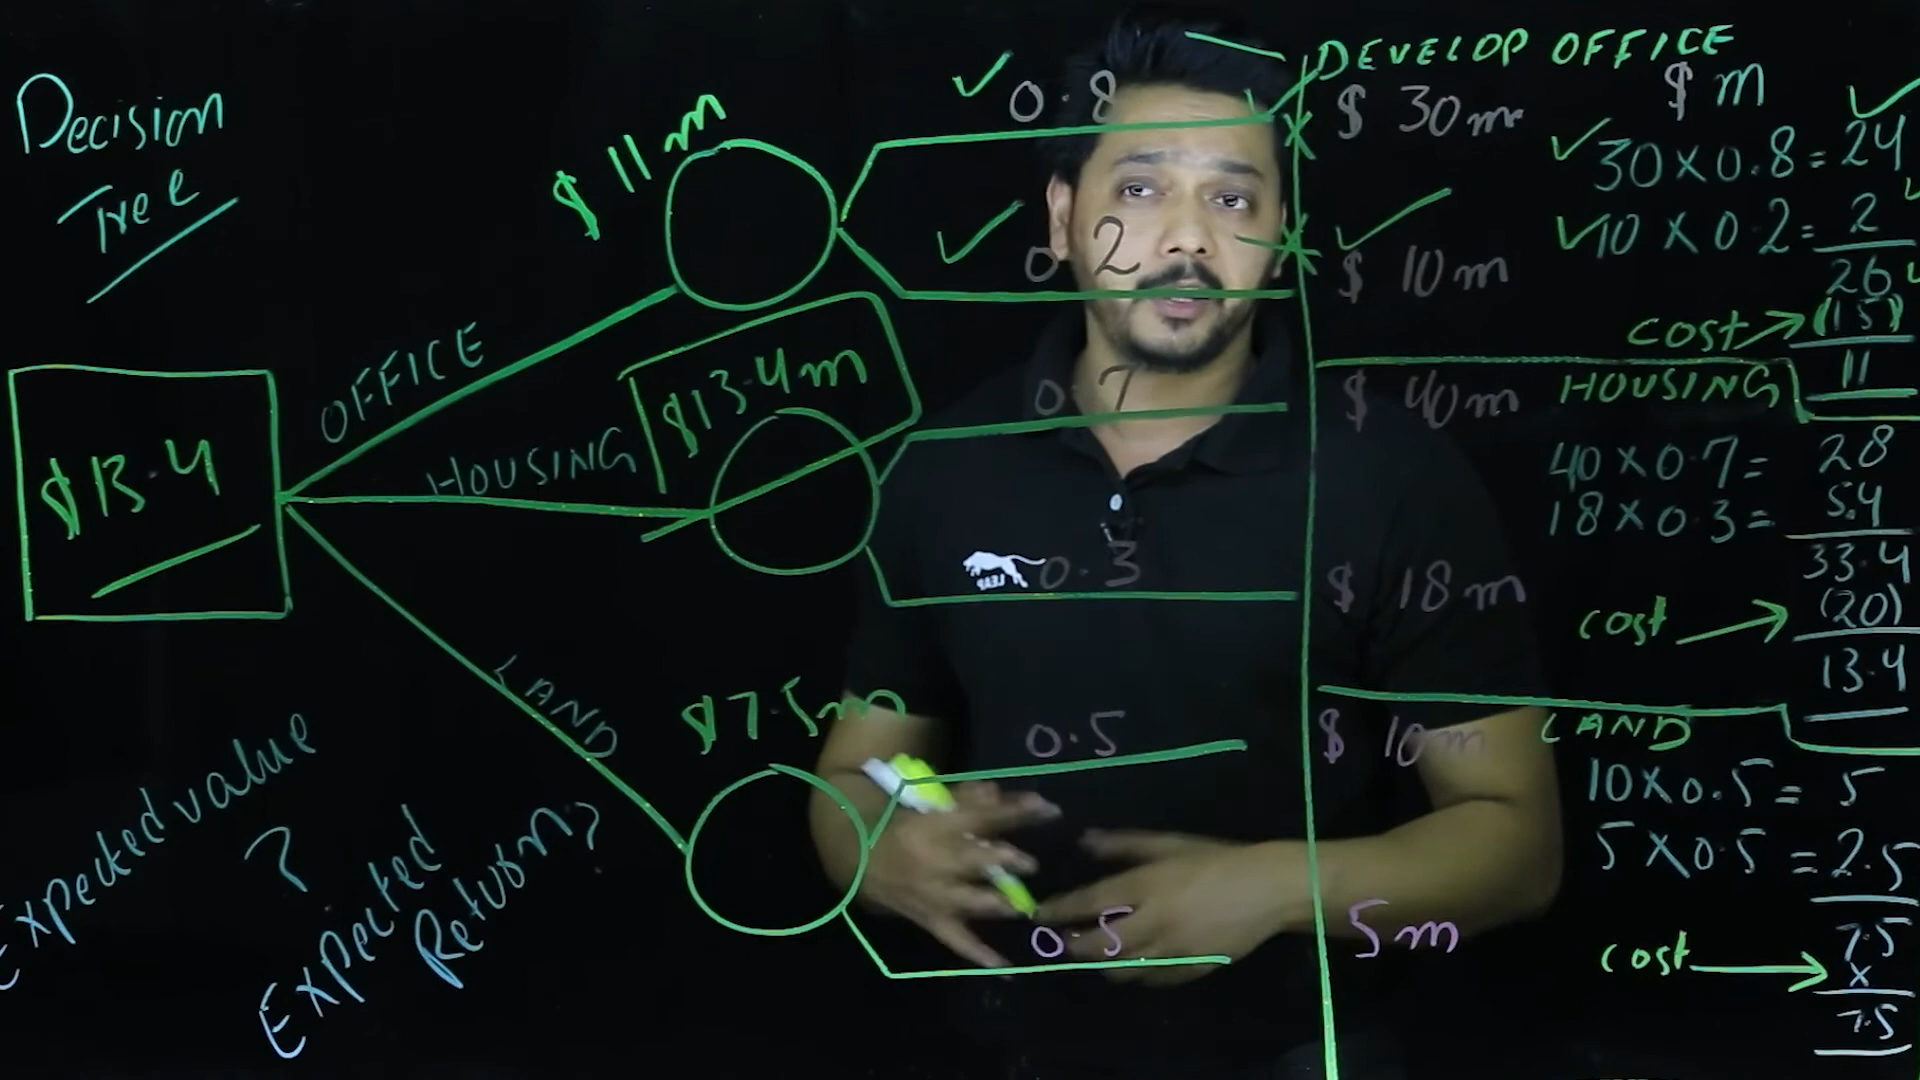 Decision
Tree
$ 13.4
OFFICE
HOUSING
LAND
$ 11 m
$13.4m
$7.5m
0.8
0.2
0.7
0.3
0.5
0.5
Expected value
?
Expected
Return?
DEVELOP OFFICE
$ 30m
$ 10m
$ 40m
$ 18m
$ 10m
5m
$ m
30 X 0.8 = 24
10 X 0.2 = 2
26
cost → (15)
11
HOUSING
40 X 0.7 = 28
18 X 0.3 = 5.4
33.4
cost → (20)
13.4
LAND
10 X 0.5 = 5
5 X 0.5 = 2.5
7.5
cost → X
7.5
LEAP